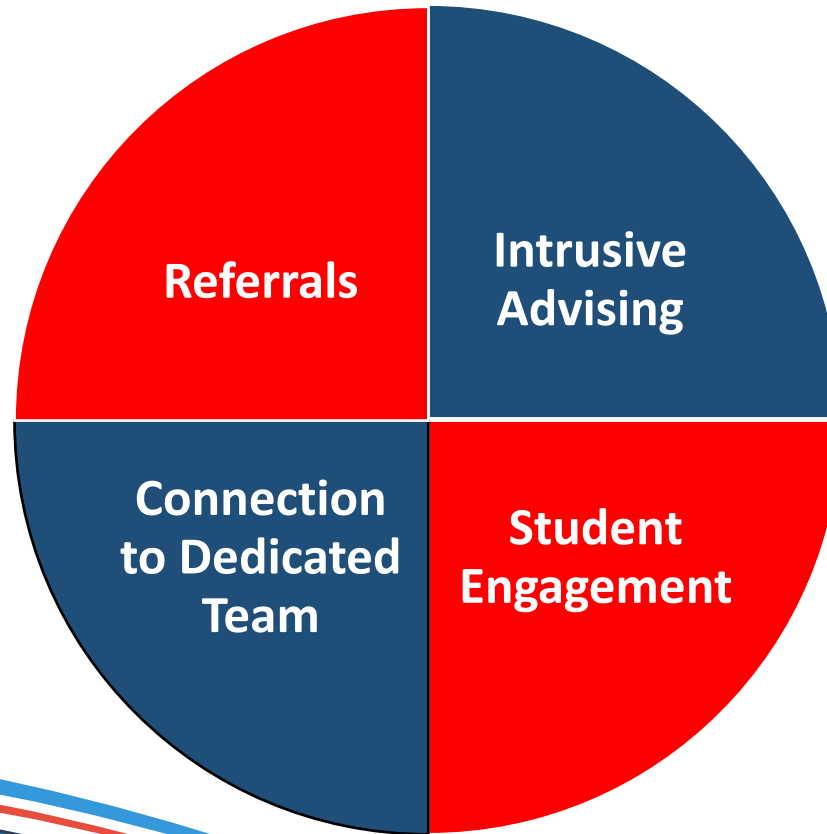 Referrals
Intrusive
Advising
Connection
to Dedicated
Team
Student
Engagement